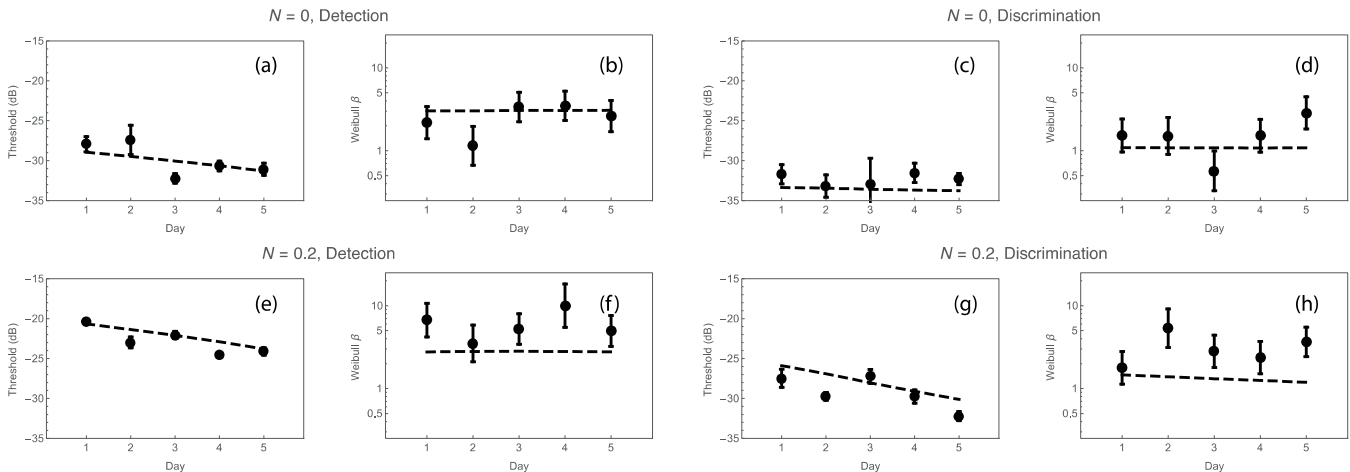 N = 0, Detection
N = 0, Discrimination
−15
−20
−25
−30
−35
Threshold (dB)
(a)
1 2 3 4 5
Day
10
5
1
0.5
Weibull β
(b)
1 2 3 4 5
Day
−15
−20
−25
−30
−35
Threshold (dB)
(c)
1 2 3 4 5
Day
10
5
1
0.5
Weibull β
(d)
1 2 3 4 5
Day
N = 0.2, Detection
N = 0.2, Discrimination
−15
−20
−25
−30
−35
Threshold (dB)
(e)
1 2 3 4 5
Day
10
5
1
0.5
Weibull β
(f)
1 2 3 4 5
Day
−15
−20
−25
−30
−35
Threshold (dB)
(g)
1 2 3 4 5
Day
10
5
1
0.5
Weibull β
(h)
1 2 3 4 5
Day